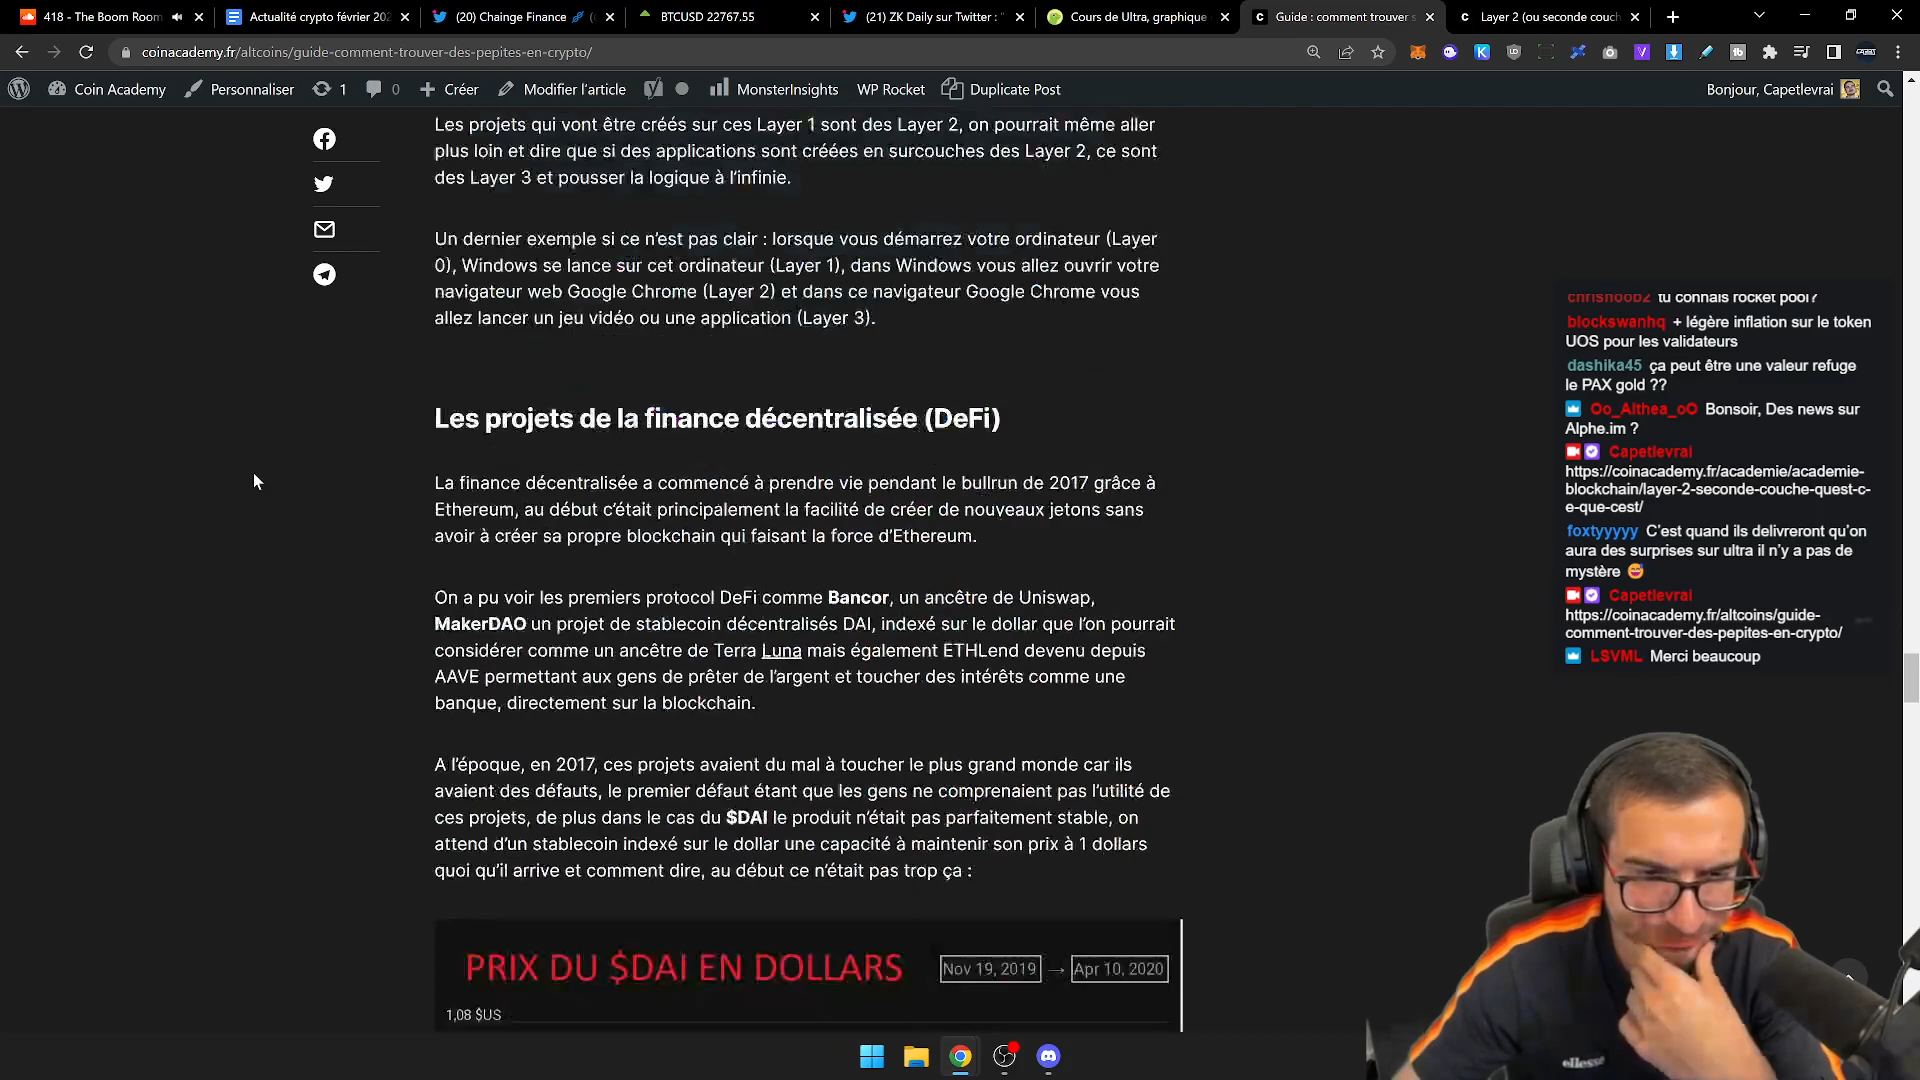 418 - The Boom Room
Actualité crypto février 202
(20) Chainge Finance
BTCUSD 22767.55
(21) ZK Daily sur Twitter : "
Cours de Ultra, graphique
Guide : comment trouver
Layer 2 (ou seconde couch
coinacademy.fr/altcoins/guide-comment-trouver-des-pepites-en-crypto/
Coin Academy
Personnaliser
1
0
Créer
Modifier l'article
MonsterInsights
WP Rocket
Duplicate Post
Bonjour, Capetlevrai
Les projets qui vont être créés sur ces Layer 1 sont des Layer 2, on pourrait même aller
plus loin et dire que si des applications sont créées en surcouches des Layer 2, ce sont
des Layer 3 et pousser la logique à l'infinie.
Un dernier exemple si ce n'est pas clair : lorsque vous démarrez votre ordinateur (Layer
0), Windows se lance sur cet ordinateur (Layer 1), dans Windows vous allez ouvrir votre
navigateur web Google Chrome (Layer 2) et dans ce navigateur Google Chrome vous
allez lancer un jeu vidéo ou une application (Layer 3).
Les projets de la finance décentralisée (DeFi)
La finance décentralisée a commencé à prendre vie pendant le bullrun de 2017 grâce à
Ethereum, au début c'était principalement la facilité de créer de nouveaux jetons sans
avoir à créer sa propre blockchain qui faisant la force d'Ethereum.
On a pu voir les premiers protocol DeFi comme Bancor, un ancêtre de Uniswap,
MakerDAO un projet de stablecoin décentralisés DAI, indexé sur le dollar que l'on pourrait
considérer comme un ancêtre de Terra Luna mais également ETHLend devenu depuis
AAVE permettant aux gens de prêter de l'argent et toucher des intérêts comme une
banque, directement sur la blockchain.
A l'époque, en 2017, ces projets avaient du mal à toucher le plus grand monde car ils
avaient des défauts, le premier défaut étant que les gens ne comprenaient pas l'utilité de
ces projets, de plus dans le cas du $DAI le produit n'était pas parfaitement stable, on
attend d'un stablecoin indexé sur le dollar une capacité à maintenir son prix à 1 dollars
quoi qu'il arrive et comment dire, au début ce n'était pas trop ça :
PRIX DU $DAI EN DOLLARS
Nov 19, 2019 → Apr 10, 2020
1,08 $US
chrisnoob2 tu connais rocket pool?
blockswanhq + légère inflation sur le token
UOS pour les validateurs
dashika45 ça peut être une valeur refuge
le PAX gold ??
Oo_Althea_oO Bonsoir, Des news sur
Alphe.im ?
Capetlevrai
https://coinacademy.fr/academie/academie-
blockchain/layer-2-seconde-couche-quest-c-
e-que-cest/
foxtyyyyy C'est quand ils delivreront qu'on
aura des surprises sur ultra il n'y a pas de
mystère
Capetlevrai
https://coinacademy.fr/altcoins/guide-
comment-trouver-des-pepites-en-crypto/
LSVML Merci beaucoup
ellesse